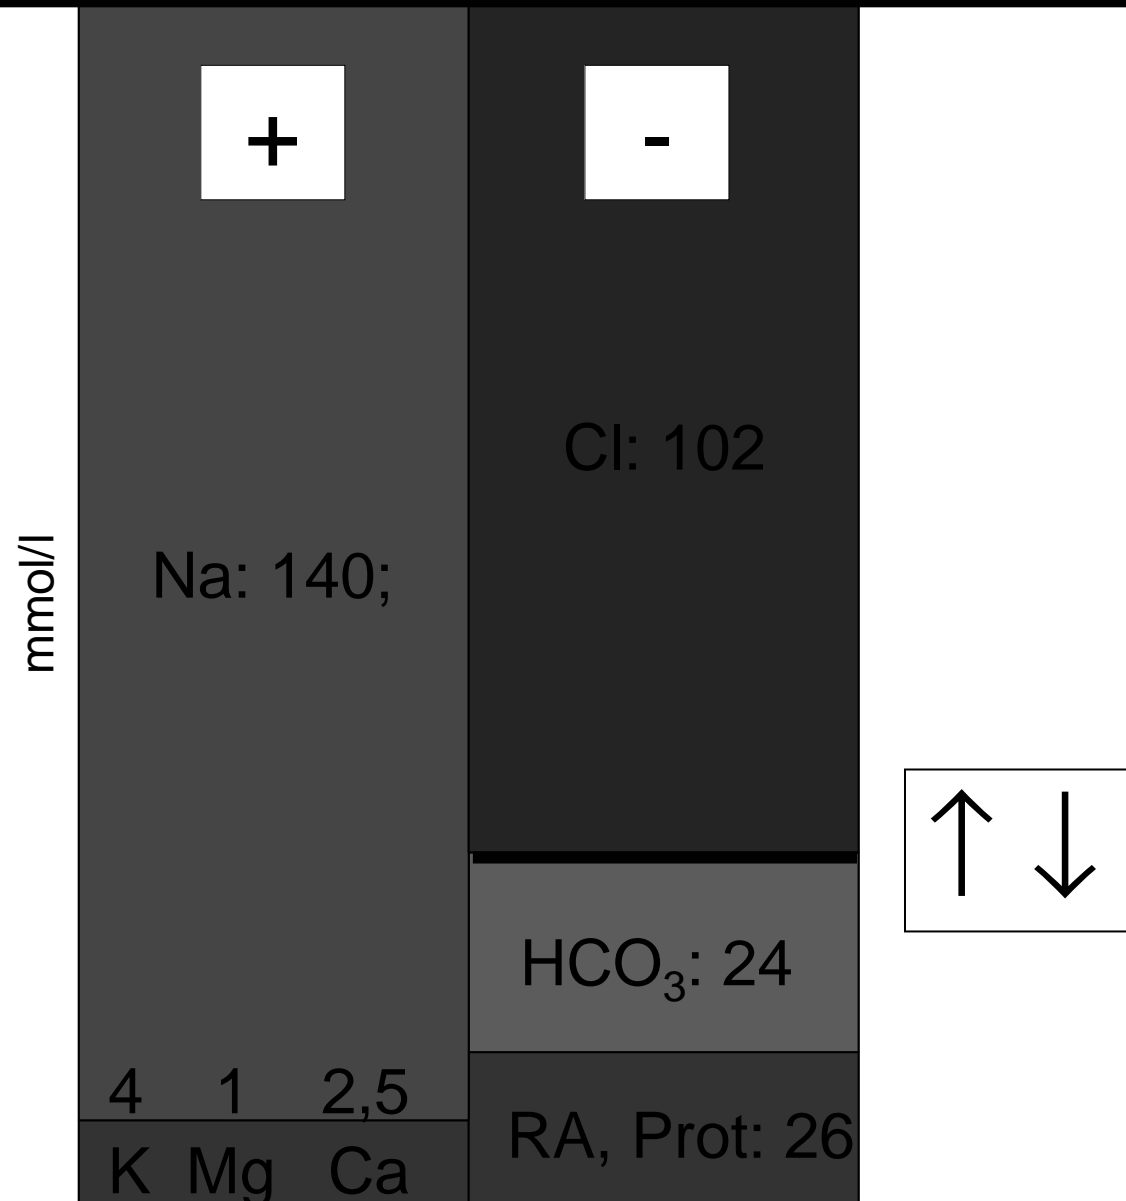 +
-
Cl: 102
Na: 140;
mmol/l
↑ ↓
HCO₃: 24
4 1 2,5
RA, Prot: 26
K Mg Ca